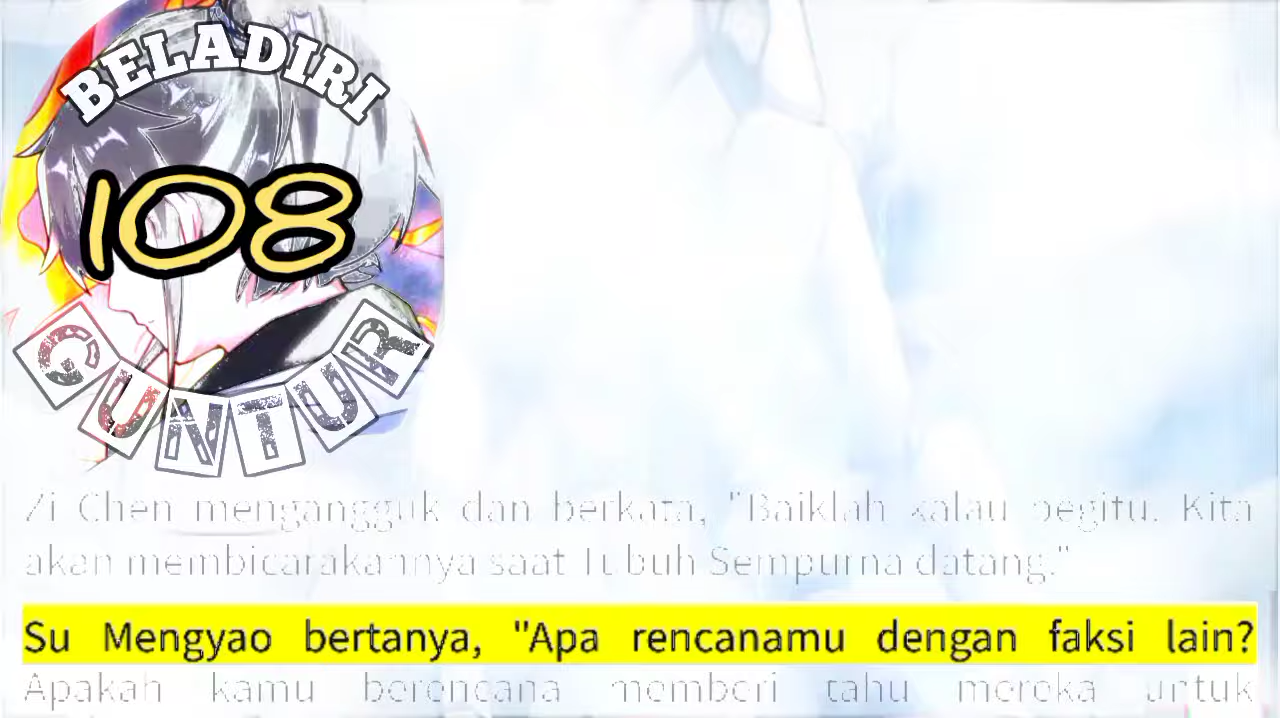 BELADIRI
108
GUNTUR
Zi Chen mengangguk dan berkata, "Baiklah kalau begitu. Kita
akan membicarakannya saat Tubuh Sempurna datang."
Su Mengyao bertanya, "Apa rencanamu dengan faksi lain?
Apakah kamu berencana memberi tahu mereka untuk